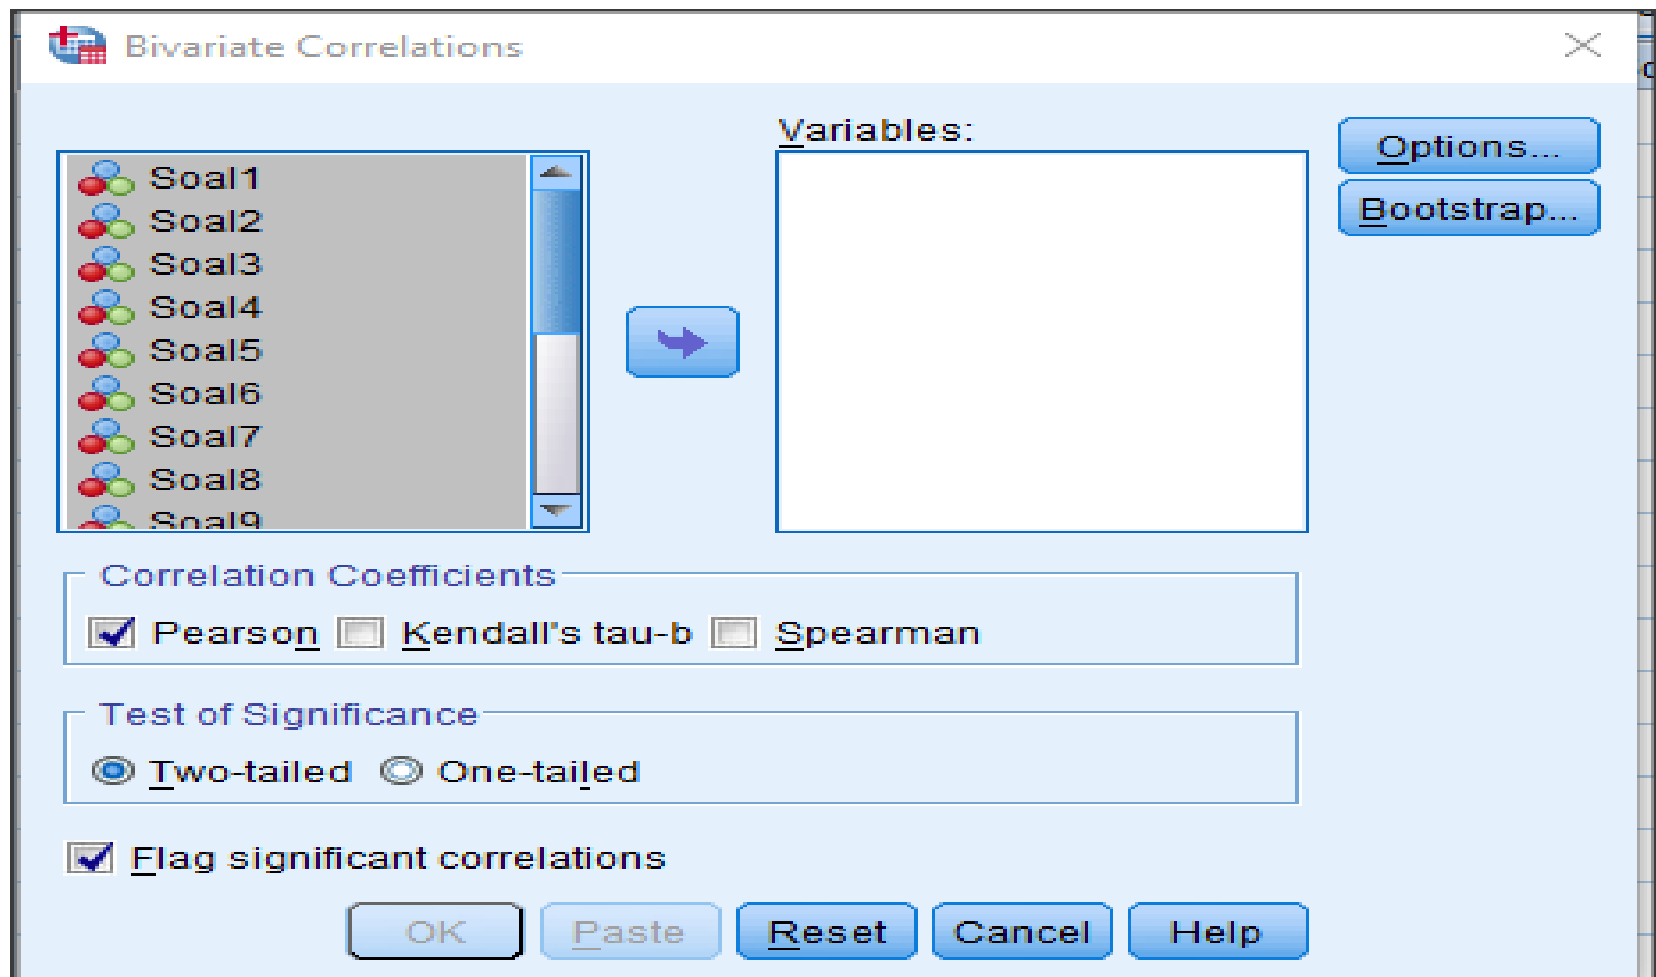 Bivariate Correlations
Variables:
Soal1
Soal2
Soal3
Soal4
Soal5
Soal6
Soal7
Soal8
Soal9
Options...
Bootstrap...
Correlation Coefficients
Pearson Kendall's tau-b Spearman
Test of Significance
Two-tailed One-tailed
Flag significant correlations
OK Paste Reset Cancel Help